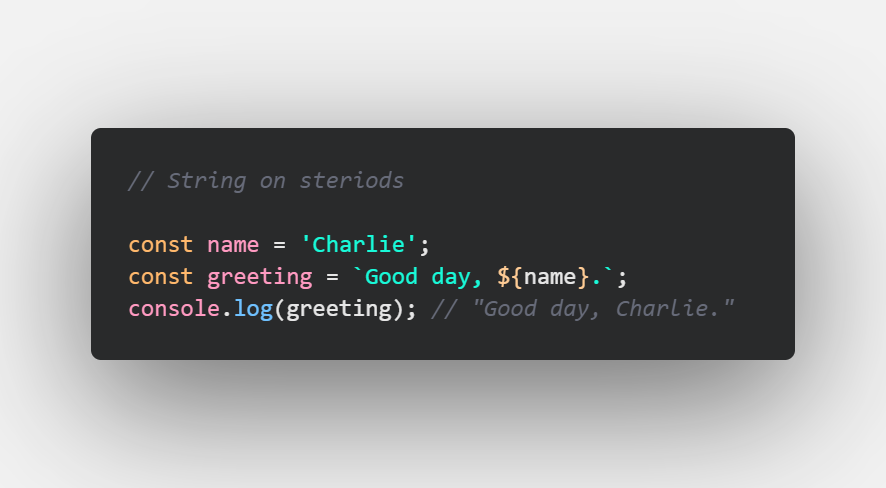 // String on steriods
const name = 'Charlie';
const greeting = `Good day, ${name}.`;
console.log(greeting); // "Good day, Charlie."